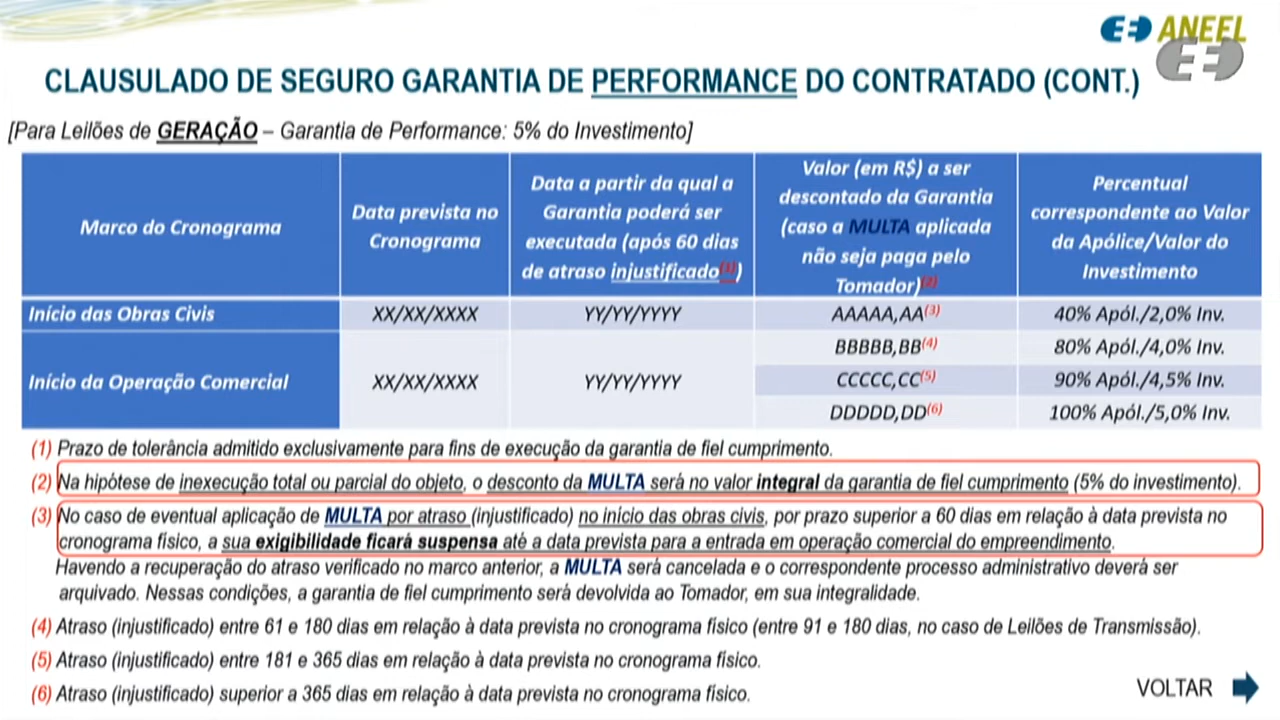 ANEEL
CLAUSULADO DE SEGURO GARANTIA DE PERFORMANCE DO CONTRATADO (CONT.)
[Para Leilões de GERAÇÃO – Garantia de Performance: 5% do Investimento]
Marco do Cronograma
Data prevista no
Cronograma
Data a partir da qual a
Garantia poderá ser
executada (após 60 dias
de atraso injustificado(1))
Valor (em R$) a ser
descontado da Garantia
(caso a MULTA aplicada
não seja paga pelo
Tomador)(2)
Percentual
correspondente ao Valor
da Apólice/Valor do
Investimento
Início das Obras Civis
XX/XX/XXXX
YY/YY/YYYY
AAAAA,AA(3)
40% Apól./2,0% Inv.
Início da Operação Comercial
XX/XX/XXXX
YY/YY/YYYY
BBBBB,BB(4)
80% Apól./4,0% Inv.
CCCCC,CC(5)
90% Apól./4,5% Inv.
DDDDD,DD(6)
100% Apól./5,0% Inv.
(1) Prazo de tolerância admitido exclusivamente para fins de execução da garantia de fiel cumprimento.
(2) Na hipótese de inexecução total ou parcial do objeto, o desconto da MULTA será no valor integral da garantia de fiel cumprimento (5% do investimento).
(3) No caso de eventual aplicação de MULTA por atraso (injustificado) no início das obras civis, por prazo superior a 60 dias em relação à data prevista no
cronograma físico, a sua exigibilidade ficará suspensa até a data prevista para a entrada em operação comercial do empreendimento.
Havendo a recuperação do atraso verificado no marco anterior, a MULTA será cancelada e o correspondente processo administrativo deverá ser
arquivado. Nessas condições, a garantia de fiel cumprimento será devolvida ao Tomador, em sua integralidade.
(4) Atraso (injustificado) entre 61 e 180 dias em relação à data prevista no cronograma físico (entre 91 e 180 dias, no caso de Leilões de Transmissão).
(5) Atraso (injustificado) entre 181 e 365 dias em relação à data prevista no cronograma físico.
(6) Atraso (injustificado) superior a 365 dias em relação à data prevista no cronograma físico.
VOLTAR